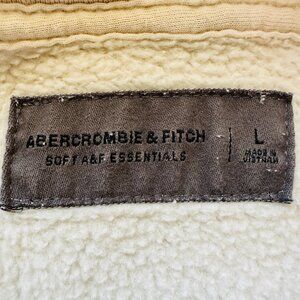 ABERCROMBIE & FITCH
SOFT A&F ESSENTIALS
L
MADE IN
VIETNAM